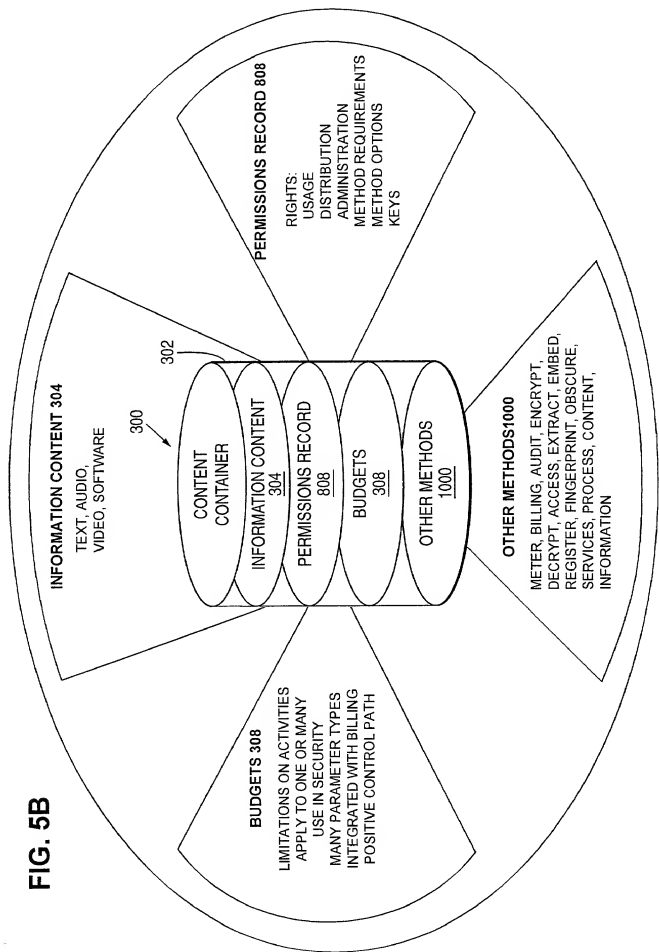 FIG. 5B
INFORMATION CONTENT 304
TEXT, AUDIO,
VIDEO, SOFTWARE
BUDGETS 308
LIMITATIONS ON ACTIVITIES
APPLY TO ONE OR MANY
USE IN SECURITY
MANY PARAMETER TYPES
INTEGRATED WITH BILLING
POSITIVE CONTROL PATH
300
302
CONTENT
CONTAINER
INFORMATION CONTENT
304
PERMISSIONS RECORD
808
BUDGETS
308
OTHER METHODS
1000
PERMISSIONS RECORD 808
RIGHTS:
USAGE
DISTRIBUTION
ADMINISTRATION
METHOD REQUIREMENTS
METHOD OPTIONS
KEYS
OTHER METHODS1000
METER, BILLING, AUDIT, ENCRYPT,
DECRYPT, ACCESS, EXTRACT, EMBED,
REGISTER, FINGERPRINT, OBSCURE,
SERVICES, PROCESS, CONTENT,
INFORMATION